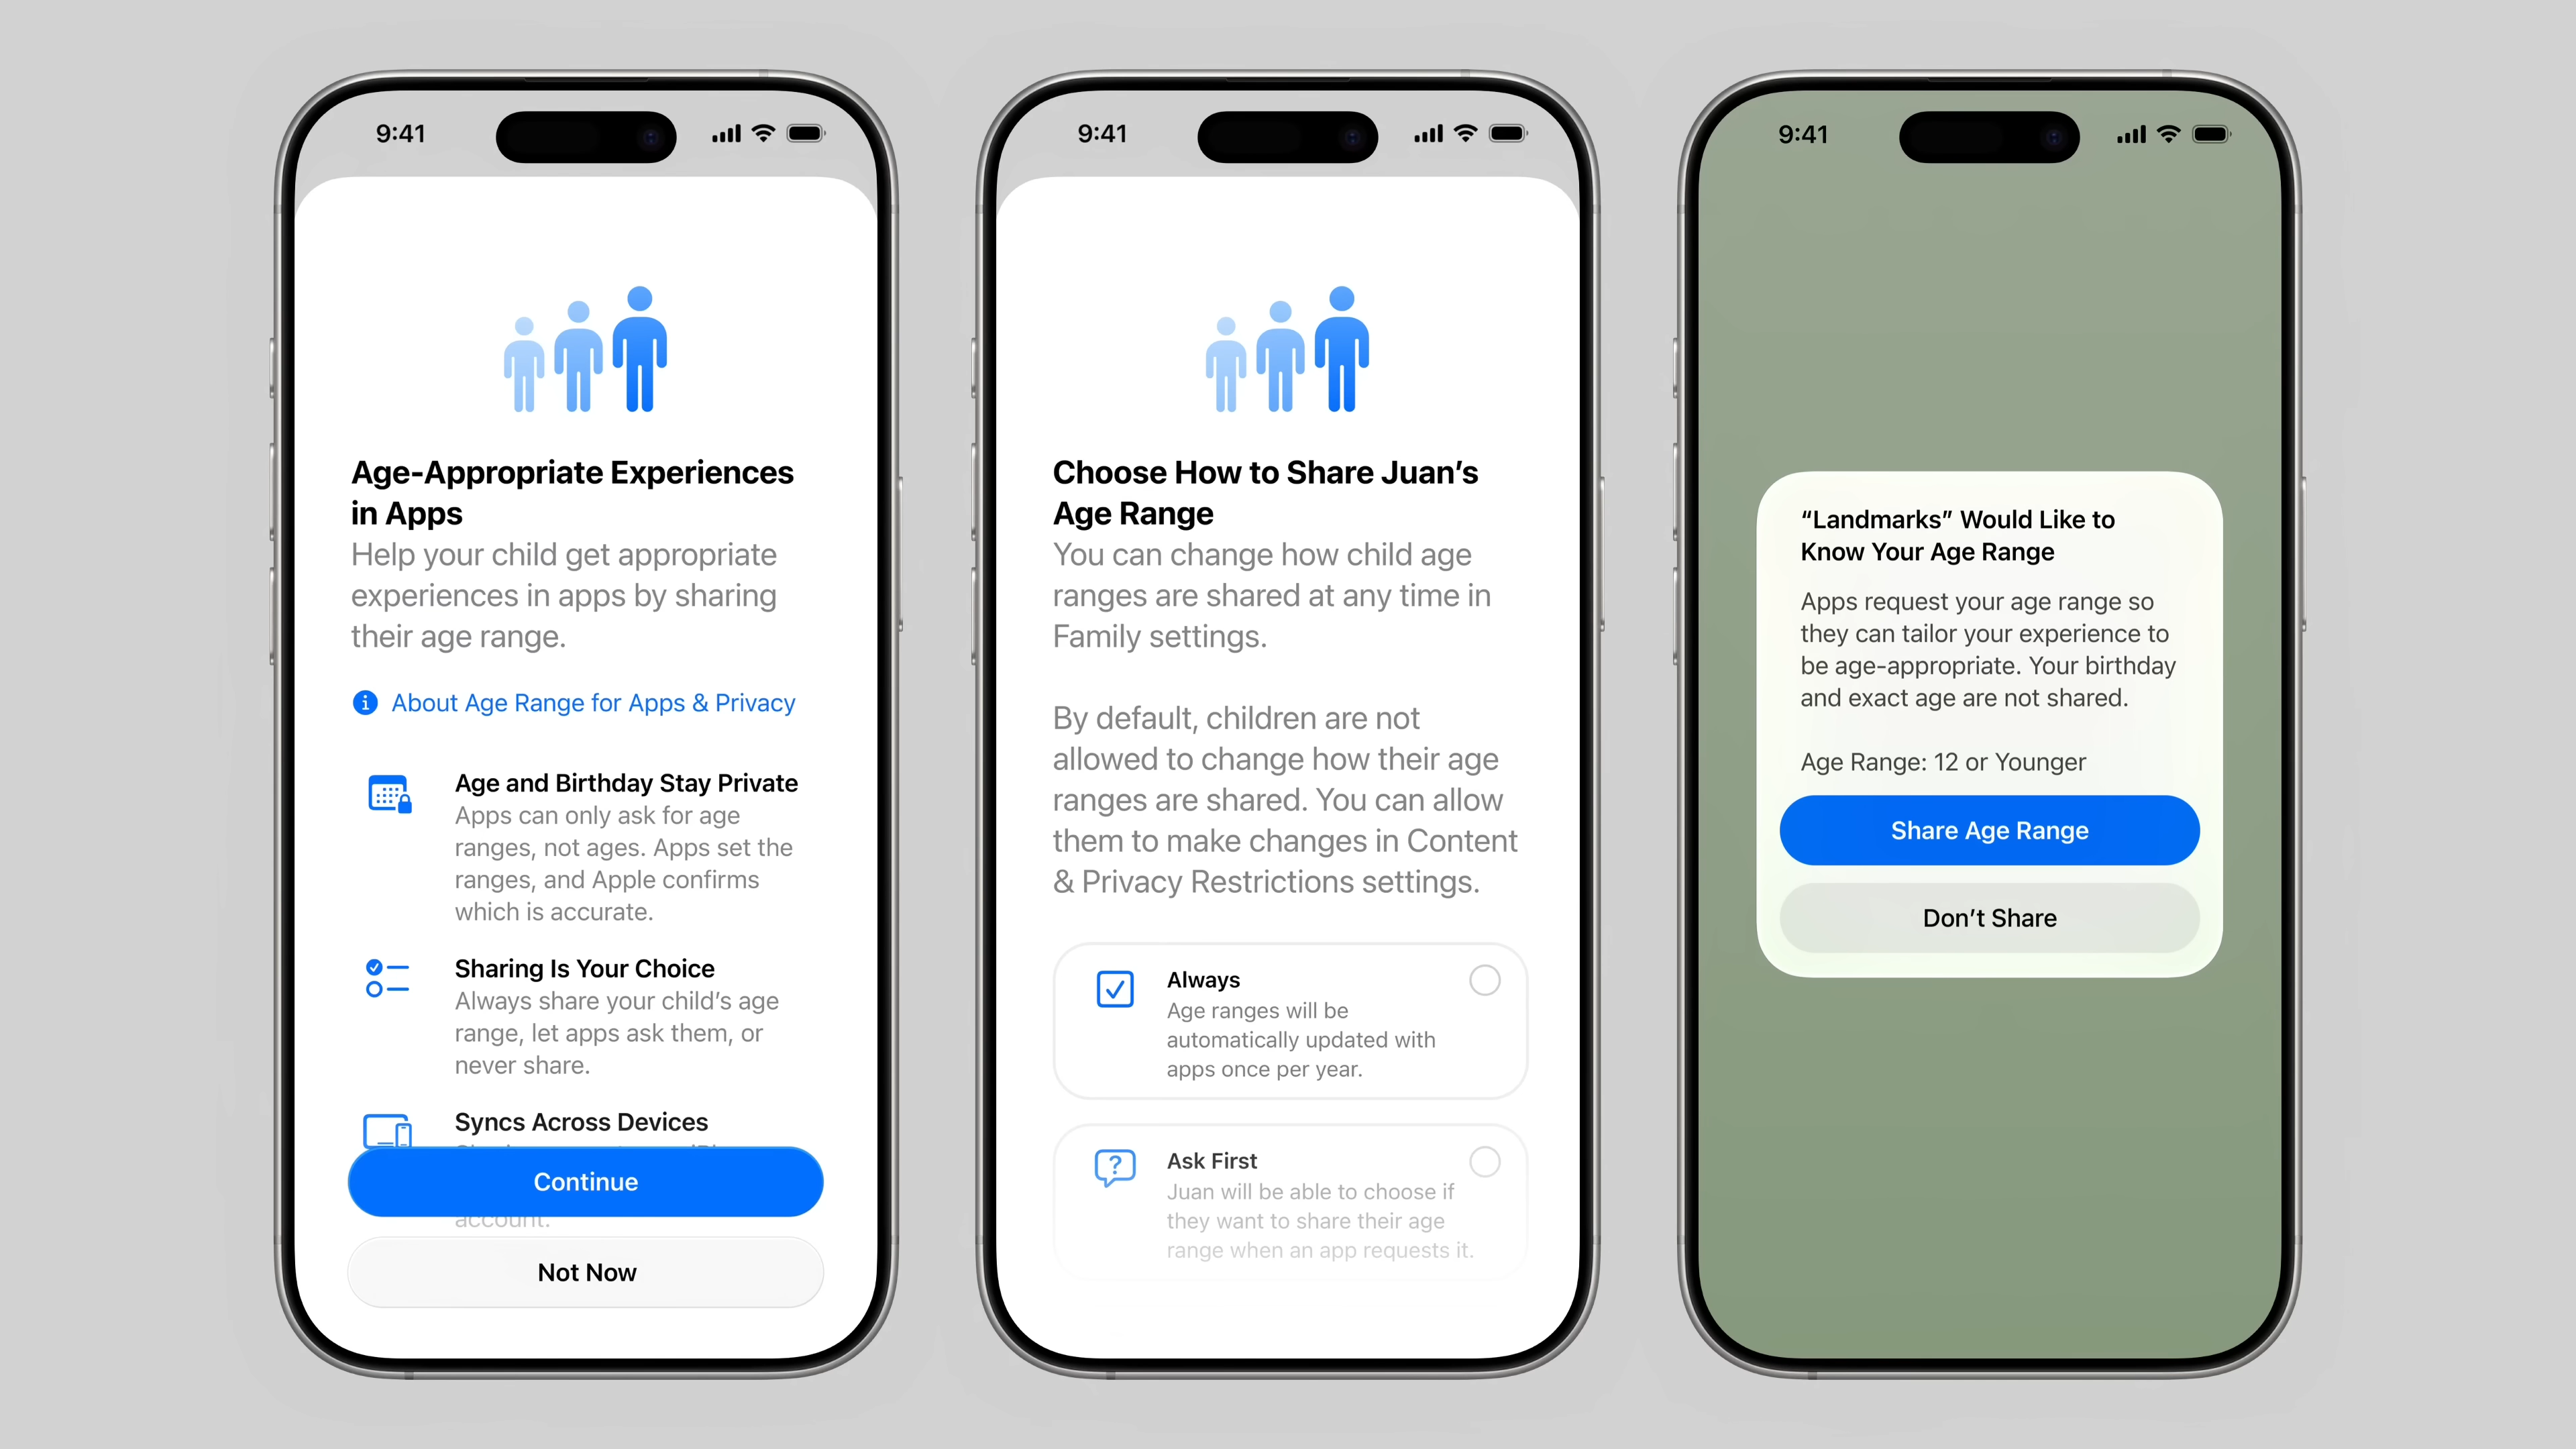 9:41
Age-Appropriate Experiences
in Apps
Help your child get appropriate
experiences in apps by sharing
their age range.
About Age Range for Apps & Privacy
Age and Birthday Stay Private
Apps can only ask for age
ranges, not ages. Apps set the
ranges, and Apple confirms
which is accurate.
Sharing Is Your Choice
Always share your child’s age
range, let apps ask them, or
never share.
Syncs Across Devices
Continue
account.
Not Now
9:41
Choose How to Share Juan’s
Age Range
You can change how child age
ranges are shared at any time in
Family settings.
By default, children are not
allowed to change how their age
ranges are shared. You can allow
them to make changes in Content
& Privacy Restrictions settings.
Always
Age ranges will be
automatically updated with
apps once per year.
Ask First
Juan will be able to choose if
they want to share their age
range when an app requests it.
9:41
“Landmarks” Would Like to
Know Your Age Range
Apps request your age range so
they can tailor your experience to
be age-appropriate. Your birthday
and exact age are not shared.
Age Range: 12 or Younger
Share Age Range
Don’t Share